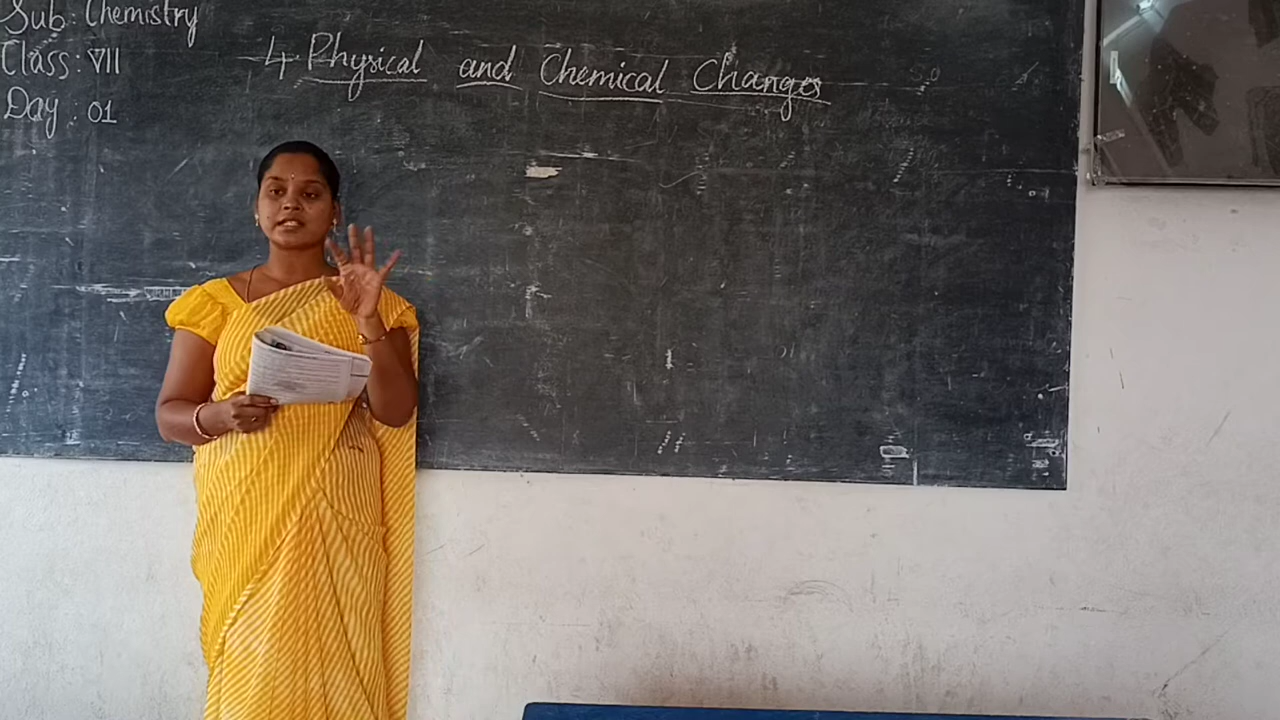 Sub: Chemistry
Class: VII
Day: 01
4. Physical and Chemical Changes